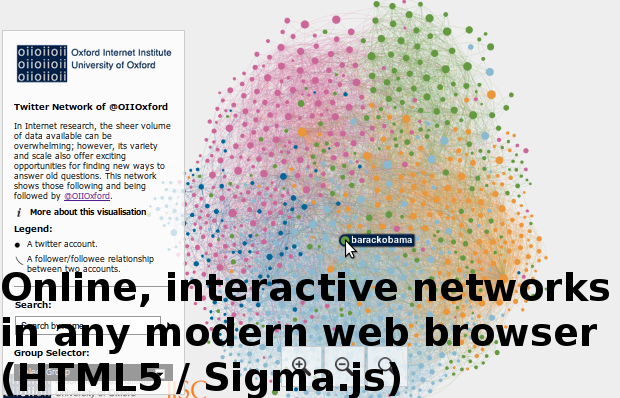 oiioiioii
oiioiioii
oiioiioii
Oxford Internet Institute
University of Oxford
Twitter Network of @OIIOxford
In Internet research, the sheer volume
of data available can be
overwhelming; however, its variety
and scale also offer exciting
opportunities for finding new ways to
answer old questions. This network
shows those following and being
followed by @OIIOxford.
i More about this visualisation
Legend:
A twitter account.
A follower/followee relationship
between two accounts.
barackobama
Online, interactive networks
Search:
Search by name
in any modern web browser
Group Selector:
(HTML5 / Sigma.js)